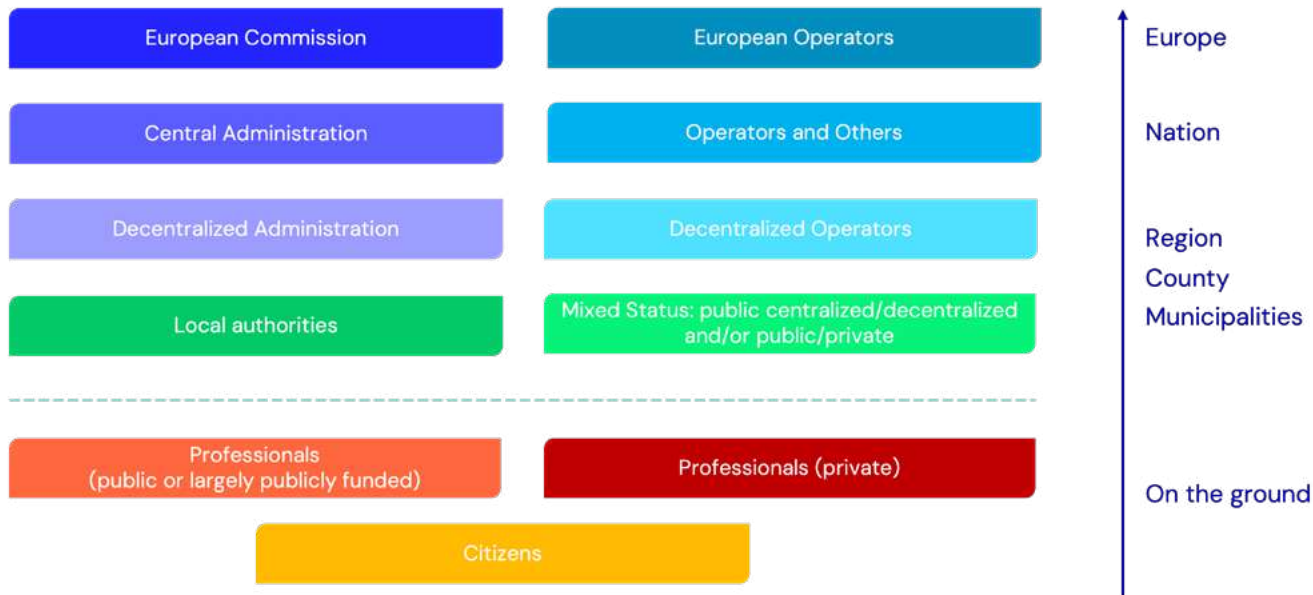 European Commission
European Operators
Europe
Central Administration
Operators and Others
Nation
Decentralized Administration
Decentralized Operators
Region
County
Municipalities
Local authorities
Mixed Status: public centralized/decentralized
and/or public/private
Professionals
(public or largely publicly funded)
Professionals (private)
On the ground
Citizens